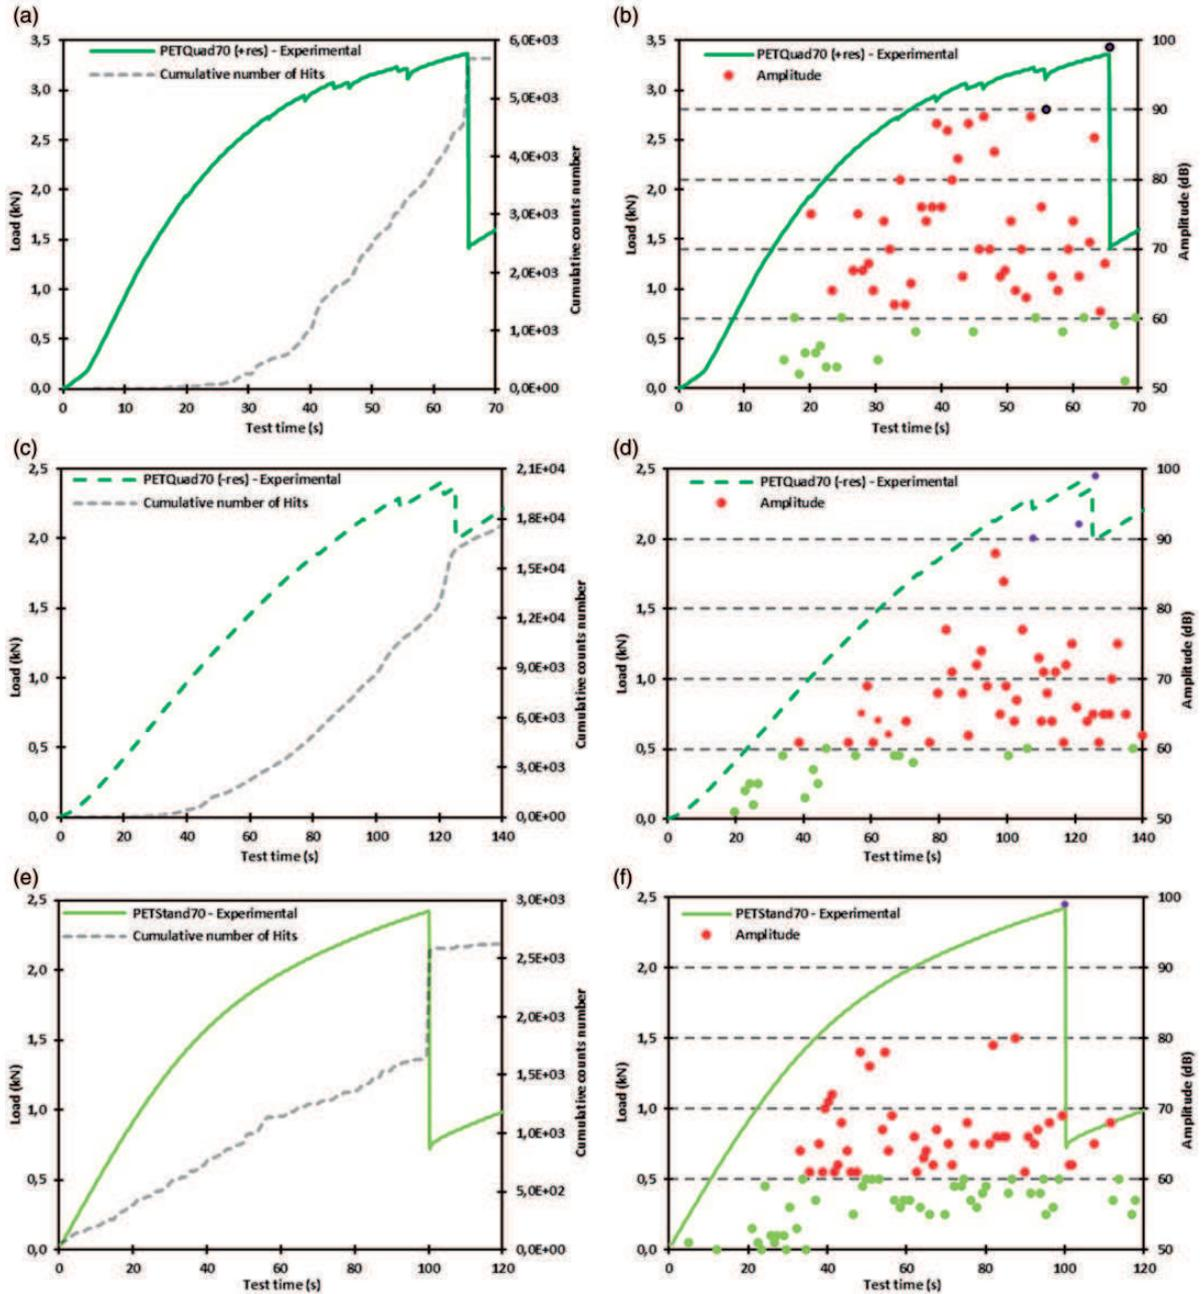 (a)
(b)
3,5
3,0
2,5
2,0
1,5
1,0
0,5
0,0
Load (kN)
PETQuad70 (+res) - Experimental
Cumulative number of Hits
6,0E+03
5,0E+03
4,0E+03
3,0E+03
2,0E+03
1,0E+03
0,0E+00
Cumulative counts number
0 10 20 30 40 50 60 70
Test time (s)
3,5
3,0
2,5
2,0
1,5
1,0
0,5
0,0
Load (kN)
PETQuad70 (+res) - Experimental
Amplitude
100
90
80
70
60
50
Amplitude (dB)
0 10 20 30 40 50 60 70
Test time (s)
(c)
(d)
2,5
2,0
1,5
1,0
0,5
0,0
Load (kN)
PETQuad70 (-res) - Experimental
Cumulative number of Hits
2,1E+04
1,8E+04
1,5E+04
1,2E+04
9,0E+03
6,0E+03
3,0E+03
0,0E+00
Cumulative counts number
0 20 40 60 80 100 120 140
Test time (s)
2,5
2,0
1,5
1,0
0,5
0,0
Load (kN)
PETQuad70 (-res) - Experimental
Amplitude
100
90
80
70
60
50
Amplitude (dB)
0 20 40 60 80 100 120 140
Test time (s)
(e)
(f)
2,5
2,0
1,5
1,0
0,5
0,0
Load (kN)
PETStand70 - Experimental
Cumulative number of Hits
3,0E+03
2,5E+03
2,0E+03
1,5E+03
1,0E+03
5,0E+02
0,0E+00
Cumulative counts number
0 20 40 60 80 100 120
Test time (s)
2,5
2,0
1,5
1,0
0,5
0,0
Load (kN)
PETStand70 - Experimental
Amplitude
100
90
80
70
60
50
Amplitude (dB)
0 20 40 60 80 100 120
Test time (s)